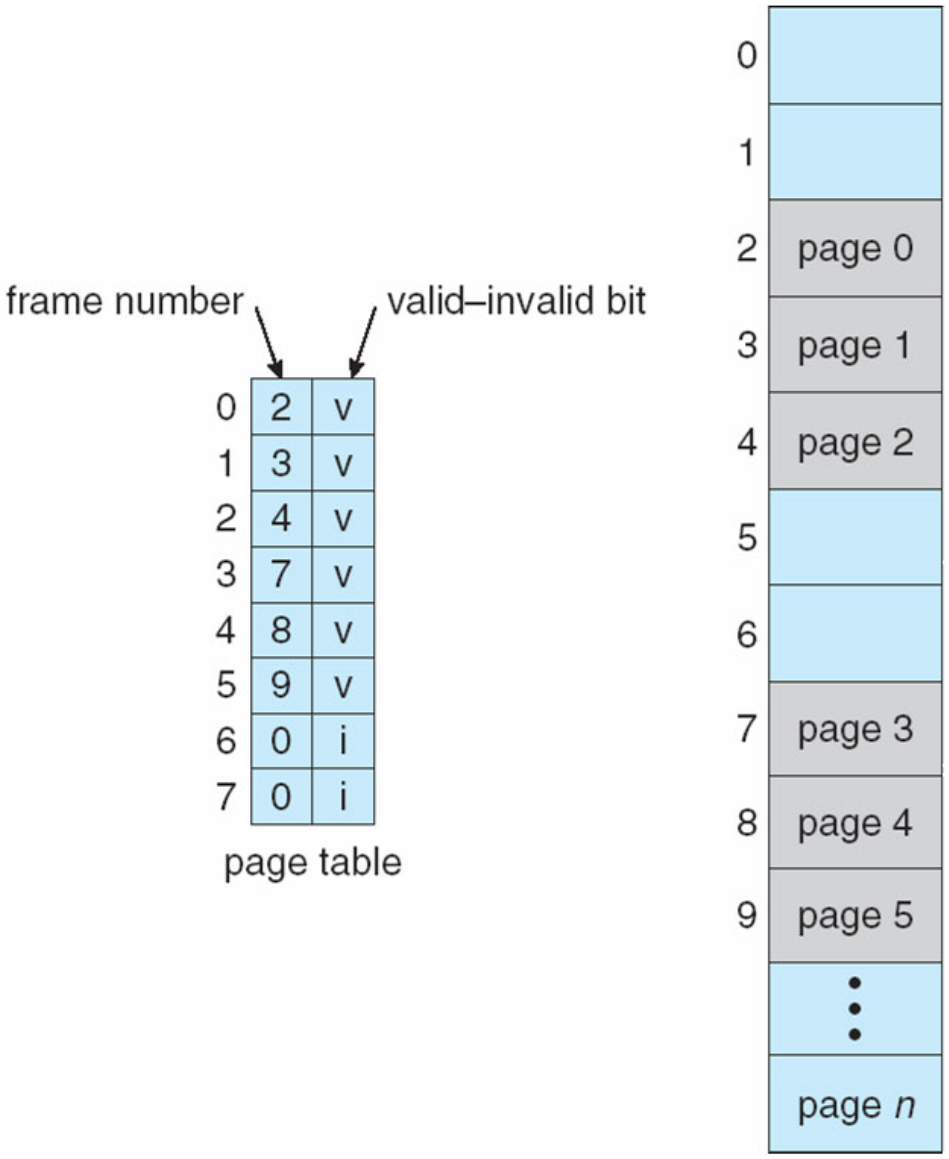 frame number
valid–invalid bit
0 2 v
1 3 v
2 4 v
3 7 v
4 8 v
5 9 v
6 0 i
7 0 i
page table
0
1
2 page 0
3 page 1
4 page 2
5
6
7 page 3
8 page 4
9 page 5
page n